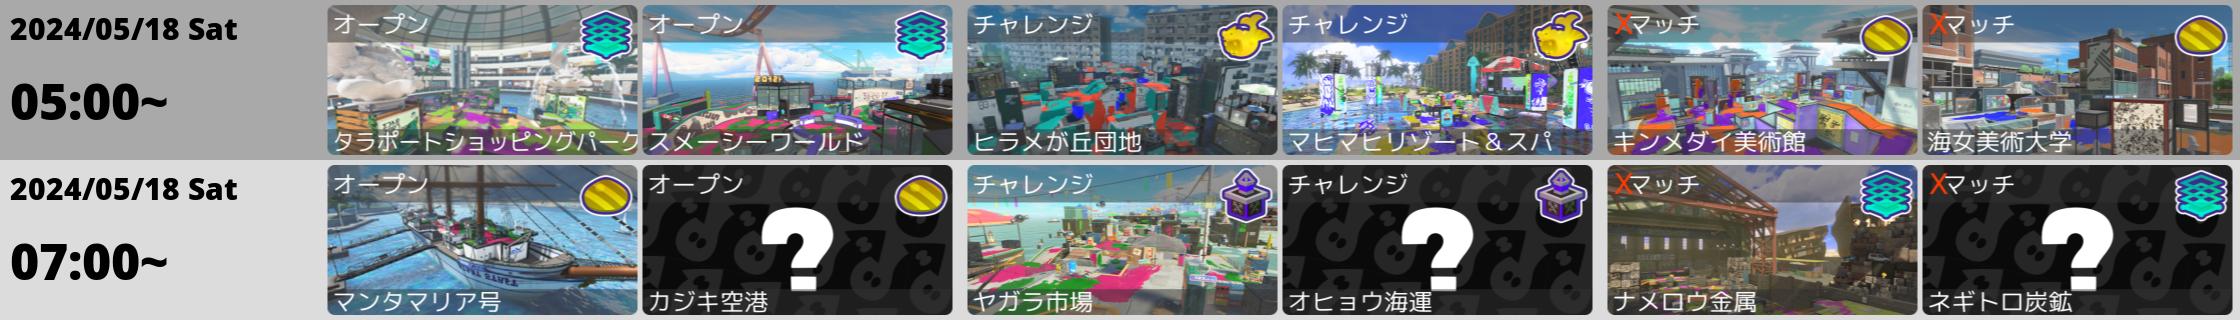 2024/05/18 Sat
05:00~
オープン
タラポートショッピングパーク
オープン
スメーシーワールド
チャレンジ
ヒラメが丘団地
チャレンジ
マヒマヒリゾート＆スパ
Xマッチ
キンメダイ美術館
Xマッチ
海女美術大学
2024/05/18 Sat
07:00~
オープン
マンタマリア号
オープン
?
カジキ空港
チャレンジ
ヤガラ市場
チャレンジ
?
オヒョウ海運
Xマッチ
ナメロウ金属
Xマッチ
?
ネギトロ炭鉱